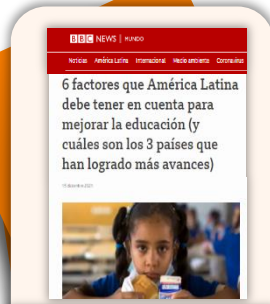 BBC NEWS | MUNDO
Noticias América Latina Internacional Medio ambiente Coronavirus
6 factores que América Latina
debe tener en cuenta para
mejorar la educación (y
cuáles son los 3 países que
han logrado más avances)